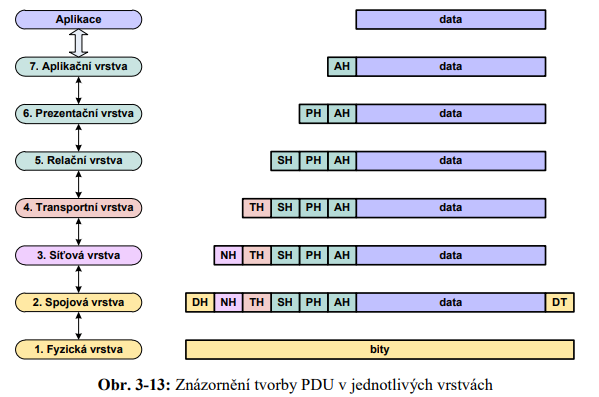 Aplikace data
7. Aplikační vrstva AH data
6. Prezentační vrstva PH AH data
5. Relační vrstva SH PH AH data
4. Transportní vrstva TH SH PH AH data
3. Síťová vrstva NH TH SH PH AH data
2. Spojová vrstva DH NH TH SH PH AH data DT
1. Fyzická vrstva bity
Obr. 3-13: Znázornění tvorby PDU v jednotlivých vrstvách